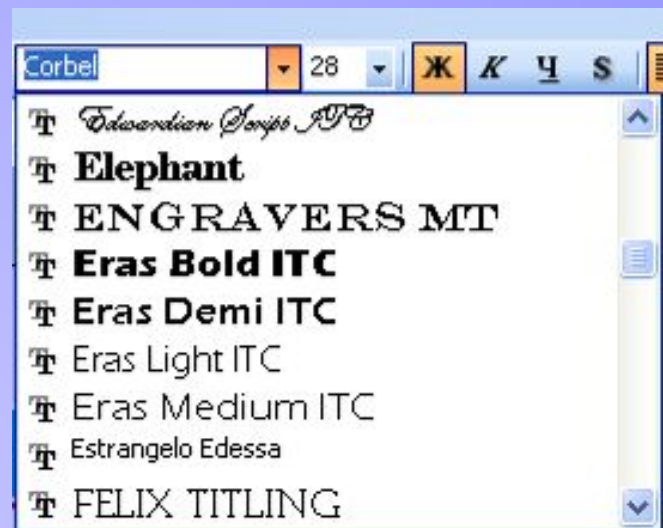 Corbel 28 Ж К Ч S
Edwardian Script ITC
Elephant
ENGRAVERS MT
Eras Bold ITC
Eras Demi ITC
Eras Light ITC
Eras Medium ITC
Estrangelo Edessa
FELIX TITLING